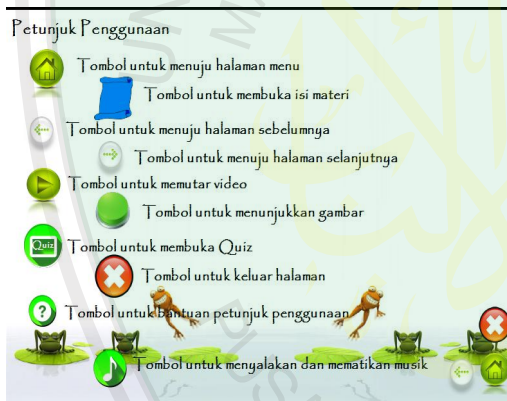 Petunjuk Penggunaan
Tombol untuk menuju halaman menu
Tombol untuk membuka isi materi
Tombol untuk menuju halaman sebelumnya
Tombol untuk menuju halaman selanjutnya
Tombol untuk memutar video
Tombol untuk menunjukkan gambar
Quiz Tombol untuk membuka Quiz
Tombol untuk keluar halaman
? Tombol untuk bantuan petunjuk penggunaan
Tombol untuk menyalakan dan mematikan musik